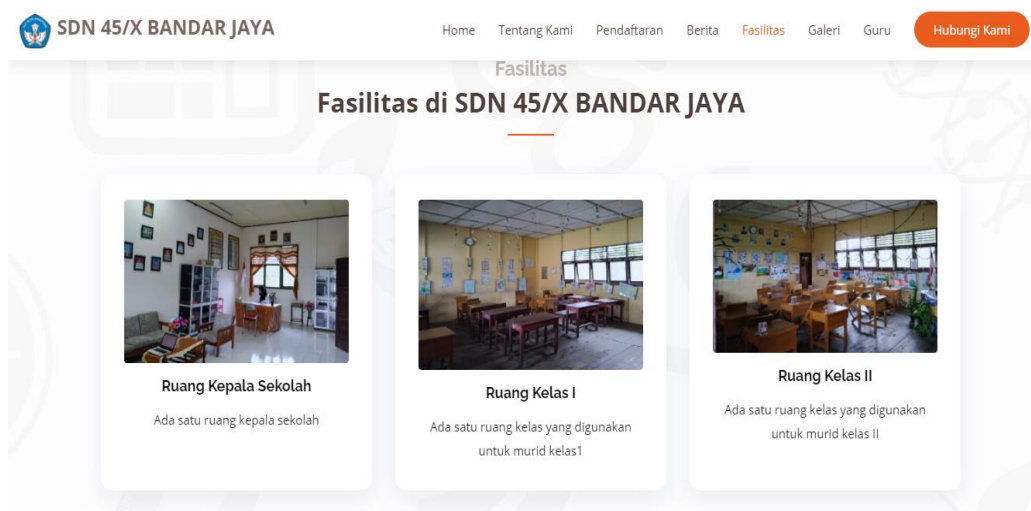 SDN 45/X BANDAR JAYA
Home Tentang Kami Pendaftaran Berita Fasilitas Galeri Guru Hubungi Kami
Fasilitas
Fasilitas di SDN 45/X BANDAR JAYA
Ruang Kepala Sekolah
Ada satu ruang kepala sekolah
Ruang Kelas I
Ada satu ruang kelas yang digunakan
untuk murid kelas1
Ruang Kelas II
Ada satu ruang kelas yang digunakan
untuk murid kelas II